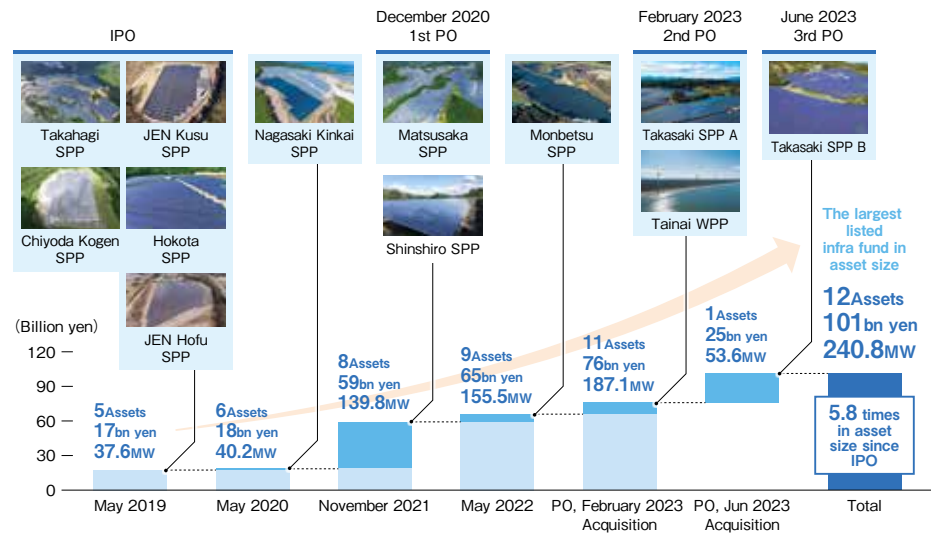 IPO
December 2020
1st PO
February 2023
2nd PO
June 2023
3rd PO
Takahagi
SPP
JEN Kusu
SPP
Chiyoda Kogen
SPP
Hokota
SPP
JEN Hofu
SPP
Nagasaki Kinkai
SPP
Matsusaka
SPP
Shinshiro SPP
Monbetsu
SPP
Takasaki SPP A
Tainai WPP
Takasaki SPP B
The largest
listed
infra fund in
asset size
(Billion yen)
120
90
60
30
0
5Assets
17bn yen
37.6MW
6Assets
18bn yen
40.2MW
8Assets
59bn yen
139.8MW
9Assets
65bn yen
155.5MW
11Assets
76bn yen
187.1MW
1Assets
25bn yen
53.6MW
12Assets
101bn yen
240.8MW
5.8 times
in asset
size since
IPO
May 2019
May 2020
November 2021
May 2022
PO, February 2023
Acquisition
PO, Jun 2023
Acquisition
Total